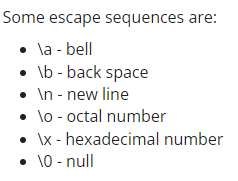 Some escape sequences are:
• \a - bell
• \b - back space
• \n - new line
• \o - octal number
• \x - hexadecimal number
• \0 - null